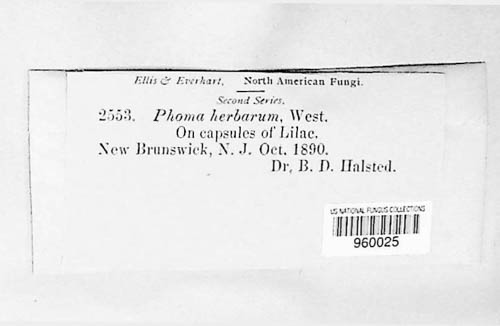 Ellis & Everhart, North American Fungi.
Second Series.
2553. Phoma herbarum, West.
On capsules of Lilac.
New Brunswick, N. J. Oct. 1890.
Dr. B. D. Halsted.
US NATIONAL FUNGUS COLLECTIONS
960025